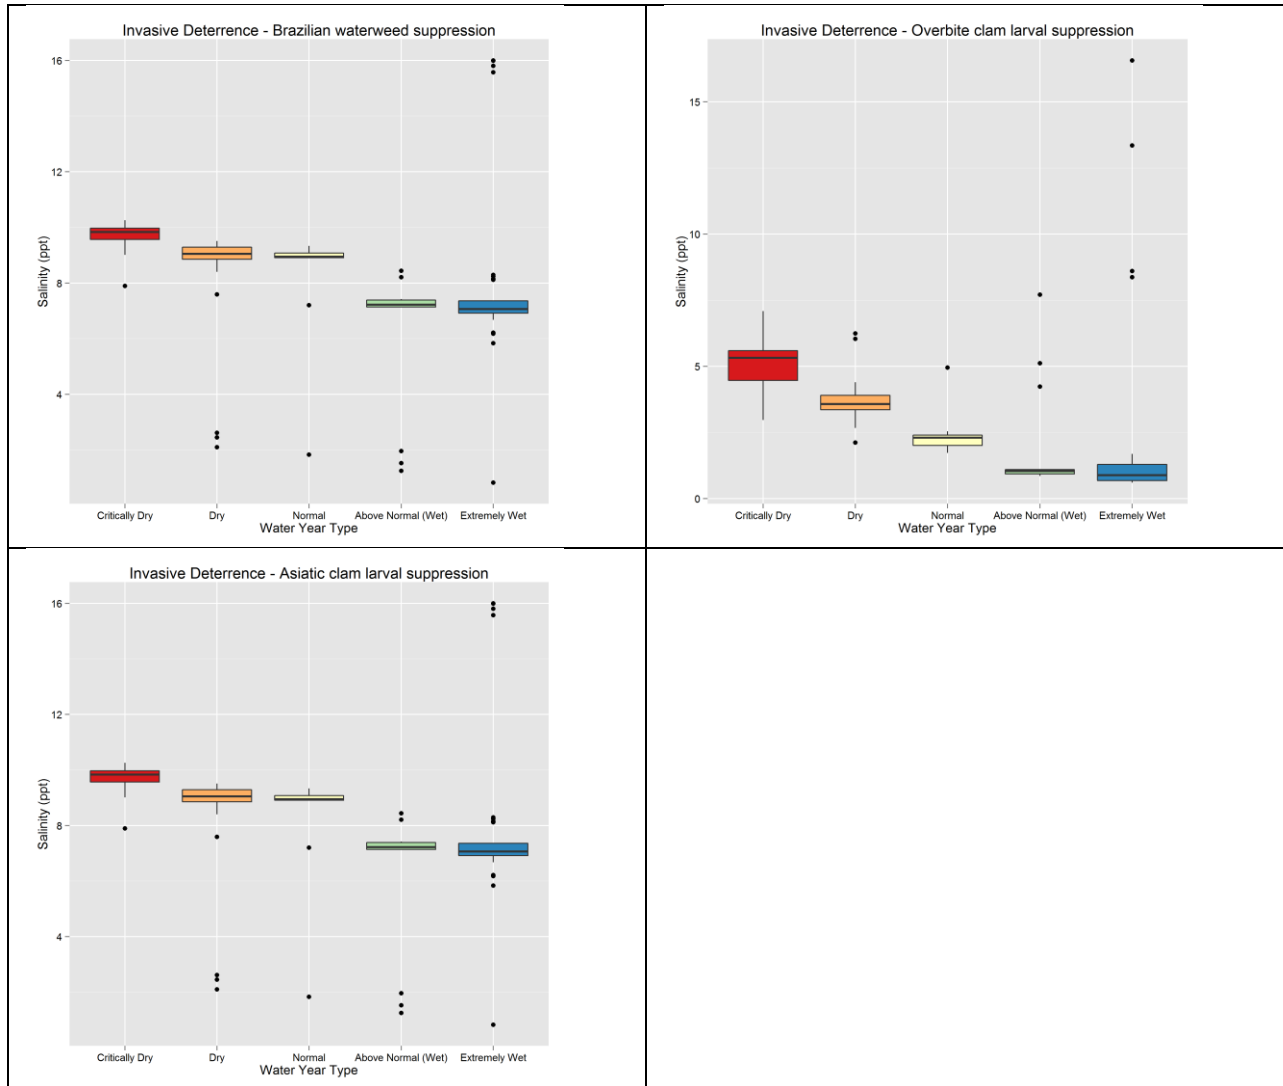 Invasive Deterrence - Brazilian waterweed suppression
16
12
8
4
Salinity (ppt)
Critically Dry Dry Normal Above Normal (Wet) Extremely Wet
Water Year Type
Invasive Deterrence - Overbite clam larval suppression
15
10
5
0
Salinity (ppt)
Critically Dry Dry Normal Above Normal (Wet) Extremely Wet
Water Year Type
Invasive Deterrence - Asiatic clam larval suppression
16
12
8
4
Salinity (ppt)
Critically Dry Dry Normal Above Normal (Wet) Extremely Wet
Water Year Type